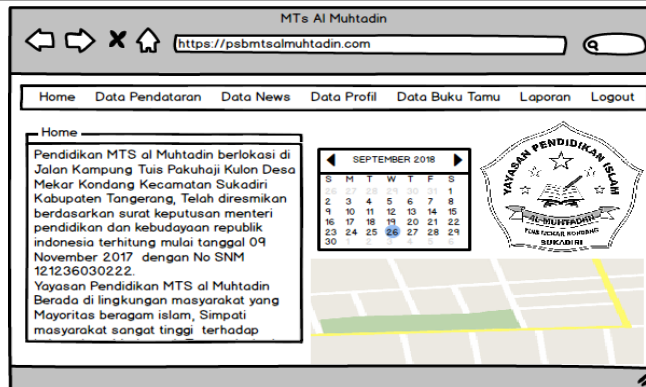 MTs Al Muhtadin
https://psbmtsalmuhtadin.com
Home Data Pendataran Data News Data Profil Data Buku Tamu Laporan Logout
Home
Pendidikan MTS al Muhtadin berlokasi di
Jalan Kampung Tuis Pakuhaji Kulon Desa
Mekar Kondang Kecamatan Sukadiri
Kabupaten Tangerang, Telah diresmikan
berdasarkan surat keputusan menteri
pendidikan dan kebudayaan republik
indonesia terhitung mulai tanggal 09
November 2017 dengan No SNM
121236030222.
Yayasan Pendidikan MTS al Muhtadin
Berada di lingkungan masyarakat yang
Mayoritas beragam islam, Simpati
masyarakat sangat tinggi terhadap
SEPTEMBER 2018
S M T W T F S
26 27 28 29 30 31 1
2 3 4 5 6 7 8
9 10 11 12 13 14 15
16 17 18 19 20 21 22
23 24 25 26 27 28 29
30 1 2 3 4 5 6
YAYASAN PENDIDIKAN ISLAM
AL-MUHTADIN
TUIS MEKAR KONDANG
SUKADIRI